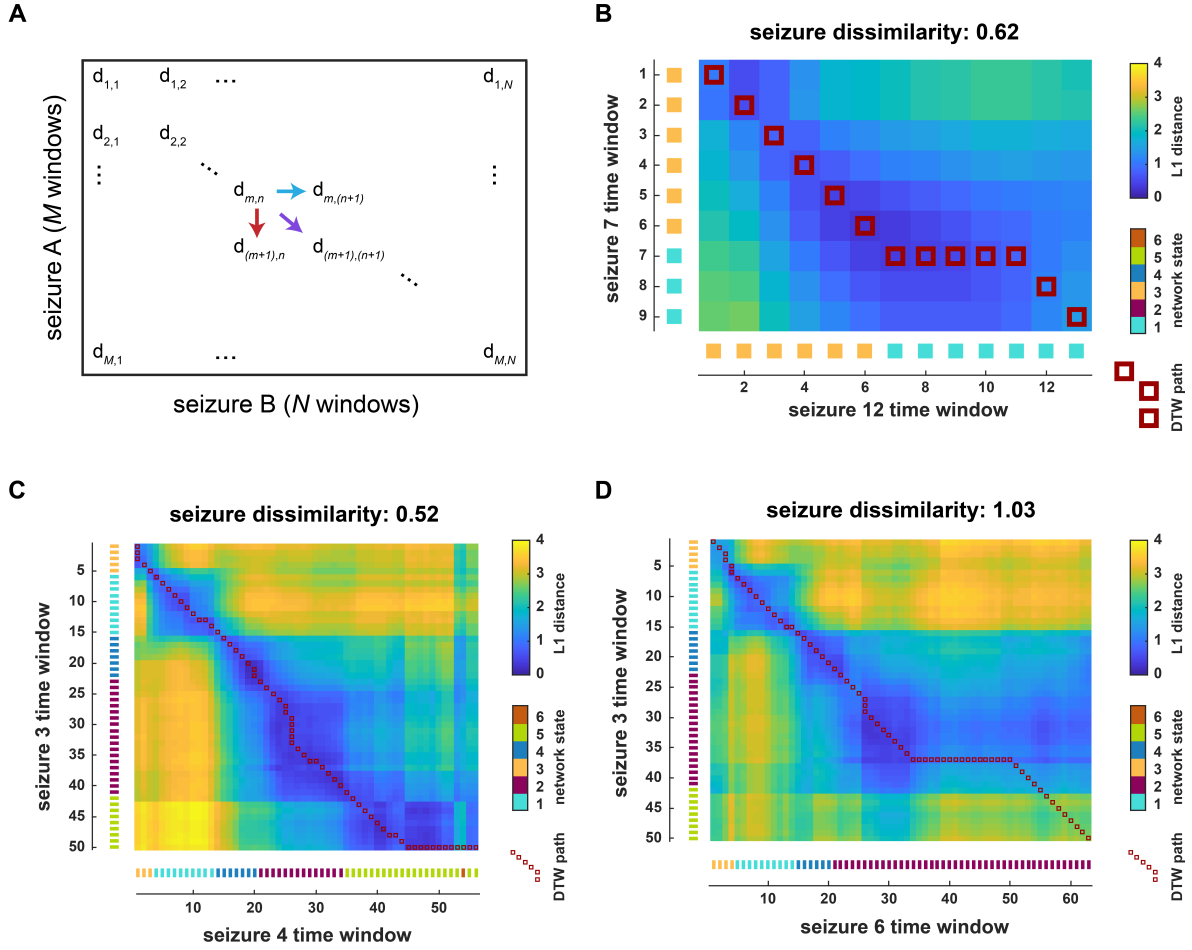 A
d1,1 d1,2 ... d1,N
d2,1 d2,2
dm,n dm,(n+1)
d(m+1),n d(m+1),(n+1)
dM,1 ... dM,N
seizure A (M windows)
seizure B (N windows)
B
seizure dissimilarity: 0.62
seizure 7 time window
1
2
3
4
5
6
7
8
9
2 4 6 8 10 12
seizure 12 time window
4
3
2
1
0
L1 distance
6
5
4
3
2
1
network state
DTW path
C
seizure dissimilarity: 0.52
seizure 3 time window
5
10
15
20
25
30
35
40
45
50
10 20 30 40 50
seizure 4 time window
4
3
2
1
0
L1 distance
6
5
4
3
2
1
network state
DTW path
D
seizure dissimilarity: 1.03
seizure 3 time window
5
10
15
20
25
30
35
40
45
50
10 20 30 40 50 60
seizure 6 time window
4
3
2
1
0
L1 distance
6
5
4
3
2
1
network state
DTW path